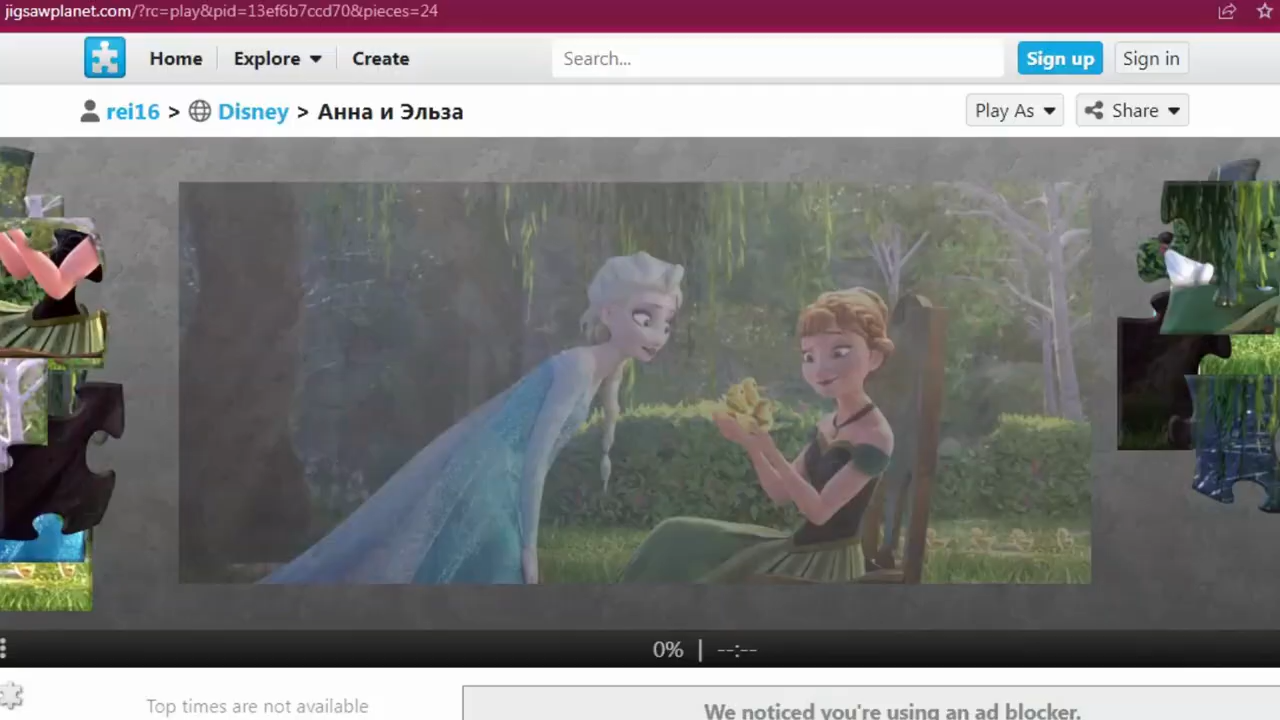 jigsawplanet.com/?rc=play&pid=13ef6b7ccd70&pieces=24
Home
Explore
Create
Search...
Sign up
Sign in
rei16 > Disney > Анна и Эльза
Play As
Share
0% | --:--
Top times are not available
We noticed you're using an ad blocker.